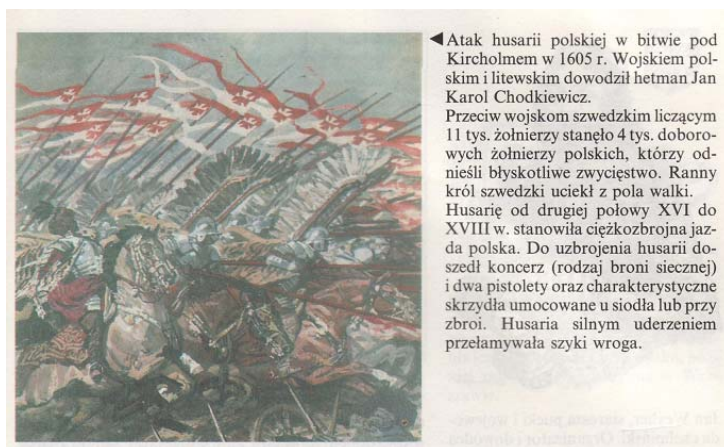 ◄ Atak husarii polskiej w bitwie pod
Kircholmem w 1605 r. Wojskiem pol-
skim i litewskim dowodził hetman Jan
Karol Chodkiewicz.
Przeciw wojskom szwedzkim liczącym
11 tys. żołnierzy stanęło 4 tys. doboro-
wych żołnierzy polskich, którzy od-
nieśli błyskotliwe zwycięstwo. Ranny
król szwedzki uciekł z pola walki.
Husarię od drugiej połowy XVI do
XVIII w. stanowiła ciężkozbrojna jaz-
da polska. Do uzbrojenia husarii do-
szedł koncerz (rodzaj broni siecznej)
i dwa pistolety oraz charakterystyczne
skrzydła umocowane u siodła lub przy
zbroi. Husaria silnym uderzeniem
przełamywała szyki wroga.